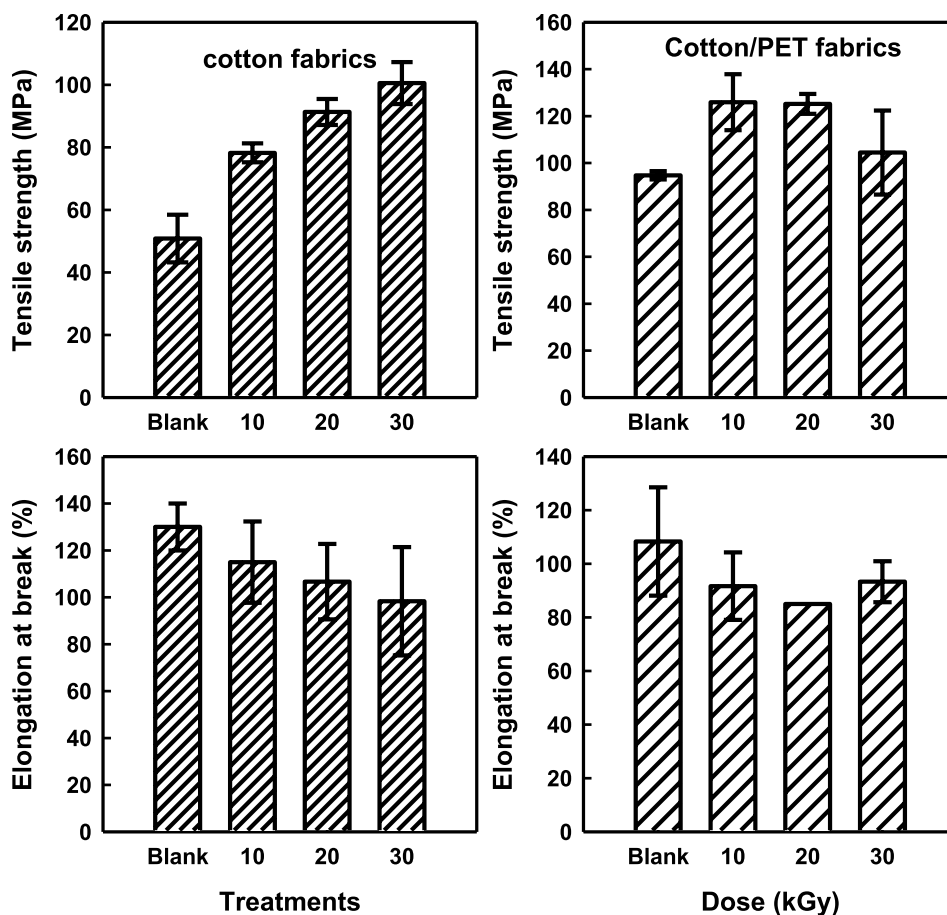 cotton fabrics
Tensile strength (MPa)
120
100
80
60
40
20
0
Blank 10 20 30
Cotton/PET fabrics
Tensile strength (MPa)
160
140
120
100
80
60
40
20
0
Blank 10 20 30
Elongation at break (%)
160
140
120
100
80
60
40
20
0
Blank 10 20 30
Treatments
Elongation at break (%)
140
120
100
80
60
40
20
0
Blank 10 20 30
Dose (kGy)